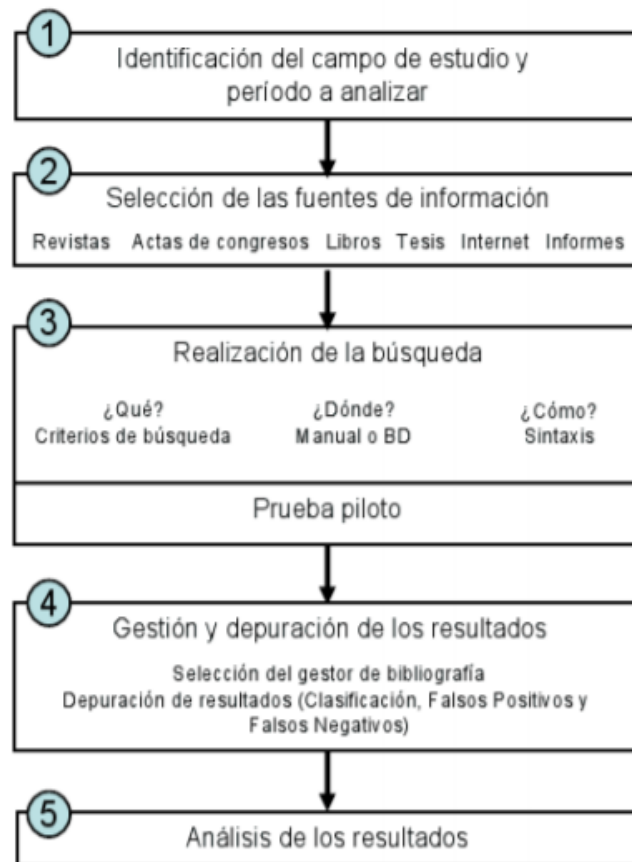 1
Identificación del campo de estudio y
período a analizar
2
Selección de las fuentes de información
Revistas Actas de congresos Libros Tesis Internet Informes
3
Realización de la búsqueda
¿Qué? ¿Dónde? ¿Cómo?
Criterios de búsqueda Manual o BD Sintaxis
Prueba piloto
4
Gestión y depuración de los resultados
Selección del gestor de bibliografía
Depuración de resultados (Clasificación, Falsos Positivos y
Falsos Negativos)
5
Análisis de los resultados